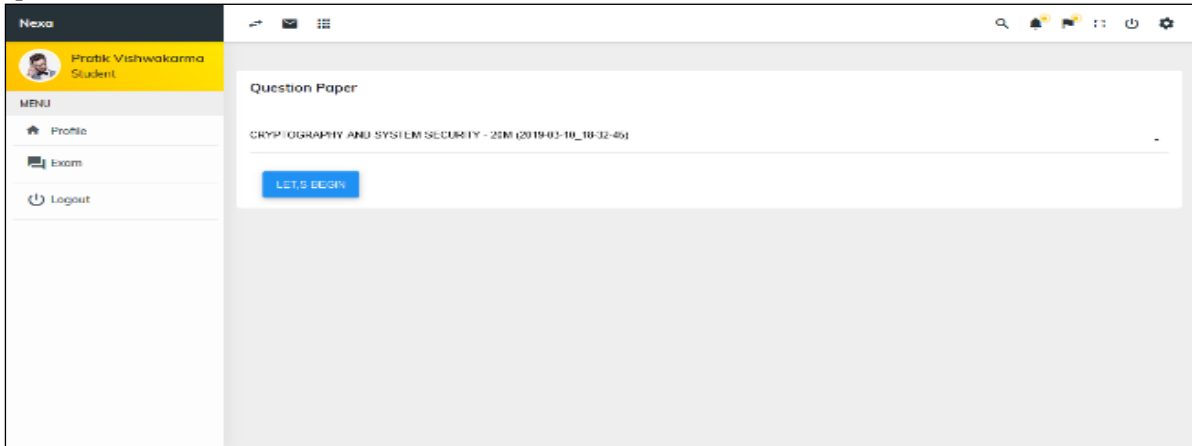 Nexa
Pratik Vishwakarma
Student
MENU
Profile
Exam
Logout
Question Paper
CRYPTOGRAPHY AND SYSTEM SECURITY - 20M (2019-03-10_18-32-45)
LET,S BEGIN